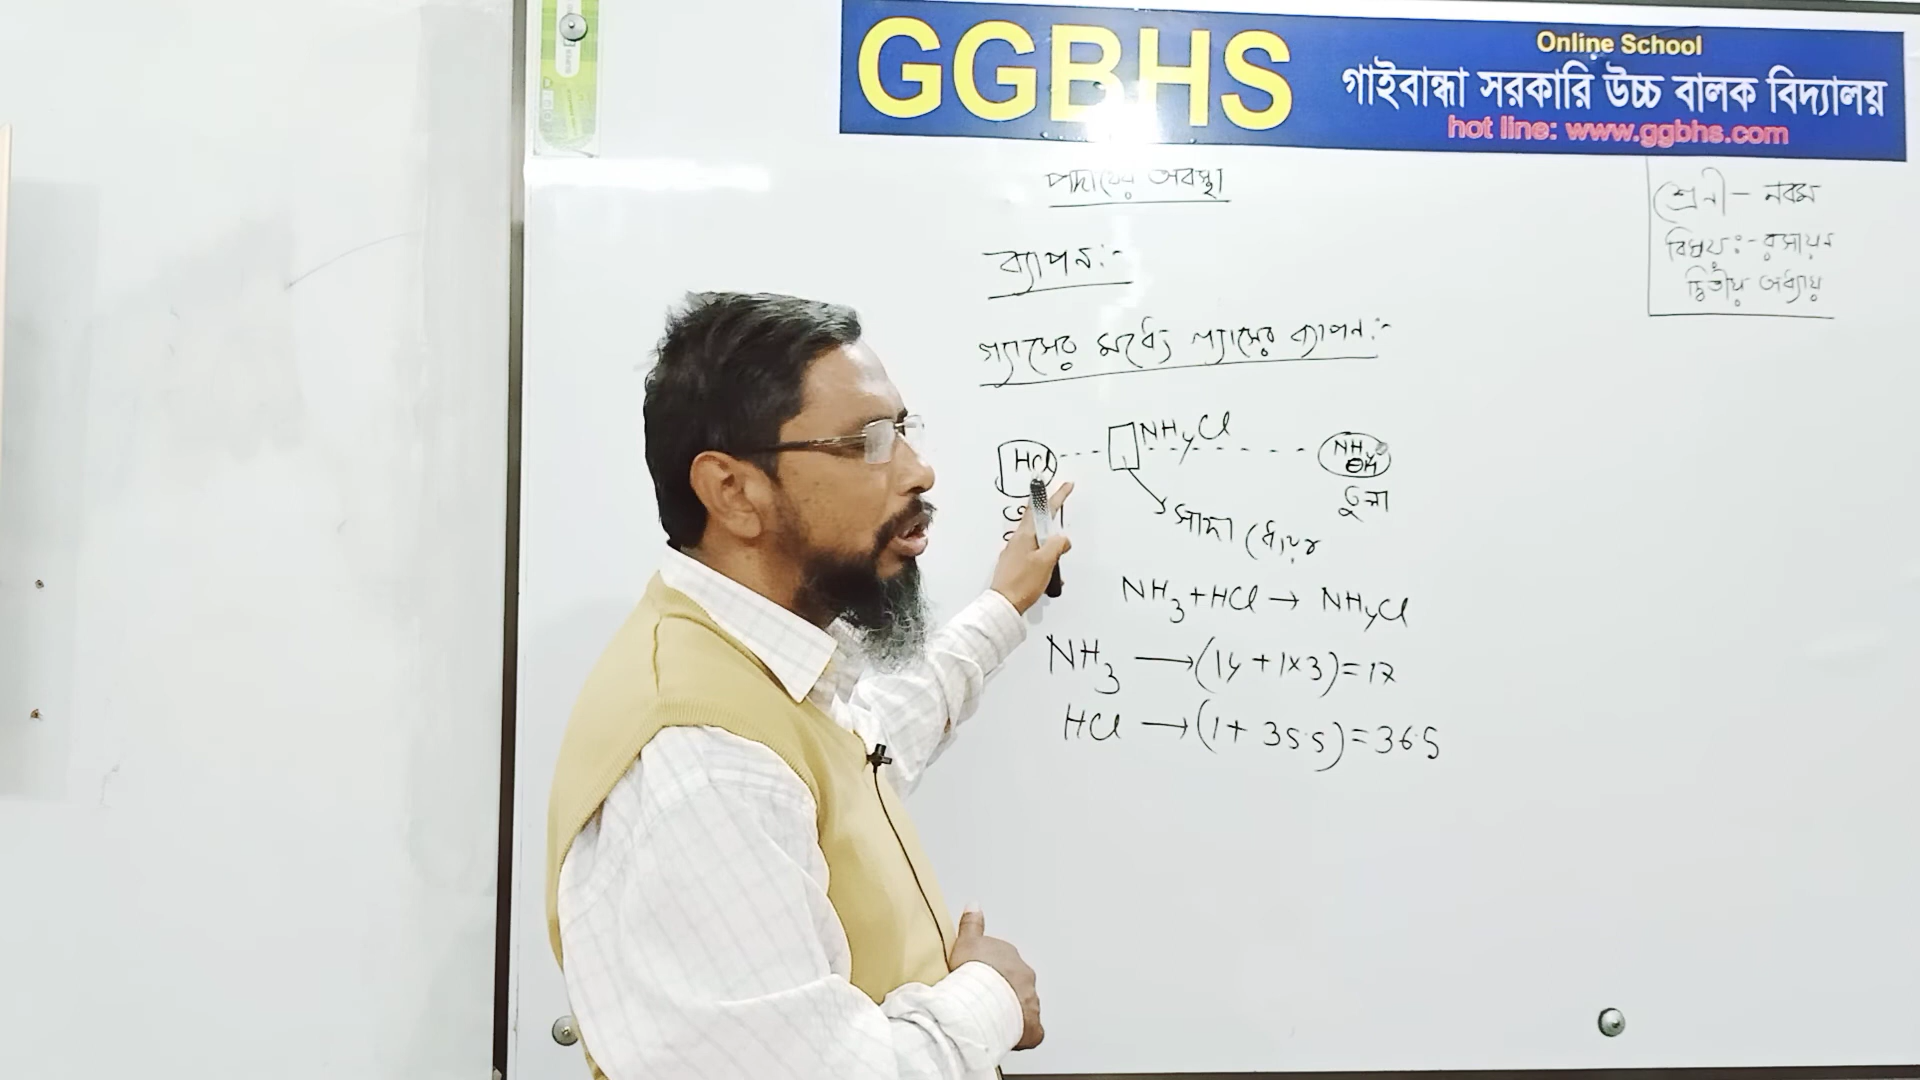 GGBHS
Online School
গাইবান্ধা সরকারি উচ্চ বালক বিদ্যালয়
hot line: www.ggbhs.com
পদার্থের অবস্থা
শ্রেনী - নবম
বিষয়:- রসায়ন
দ্বিতীয় অধ্যায়
ব্যাপন:-
গ্যাসের মধ্যে গ্যাসের ব্যাপন:-
HCl
NH4Cl
NH4OH
তুলা
সাদা ধোয়া
NH3+HCl → NH4Cl
NH3 → (14+1×3)=17
HCl → (1+35.5)=36.5